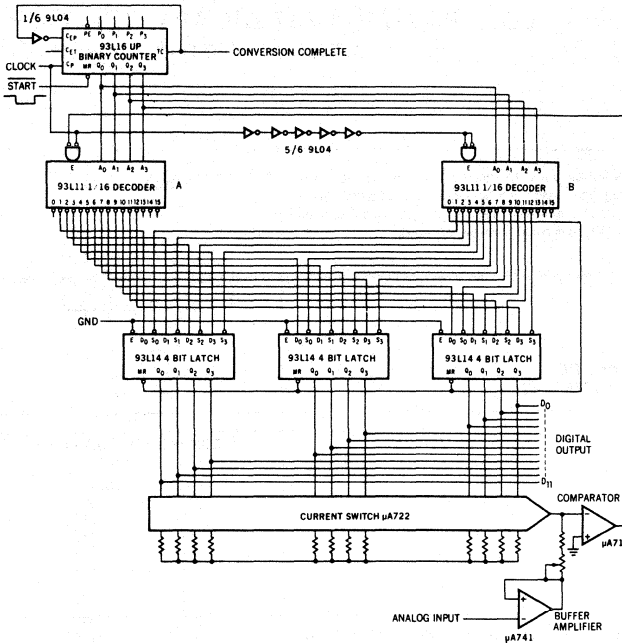 1/6 9L04
PE P0 P1 P2 P3
CEP
93L16 UP
BINARY COUNTER
TC
CET
CP
MR Q0 Q1 Q2 Q3
CONVERSION COMPLETE
CLOCK
START
5/6 9L04
E A0 A1 A2 A3
93L11 1/16 DECODER
A
0 1 2 3 4 5 6 7 8 9 10 11 12 13 14 15
E A0 A1 A2 A3
93L11 1/16 DECODER
B
0 1 2 3 4 5 6 7 8 9 10 11 12 13 14 15
GND
E D0 S0 D1 S1 D2 S2 D3 S3
93L14 4 BIT LATCH
MR Q0 Q1 Q2 Q3
E D0 S0 D1 S1 D2 S2 D3 S3
93L14 4 BIT LATCH
MR Q0 Q1 Q2 Q3
E D0 S0 D1 S1 D2 S2 D3 S3
93L14 4 BIT LATCH
MR Q0 Q1 Q2 Q3
D0
DIGITAL
OUTPUT
D11
CURRENT SWITCH µA722
COMPARATOR
µA71
ANALOG INPUT
BUFFER
AMPLIFIER
µA741